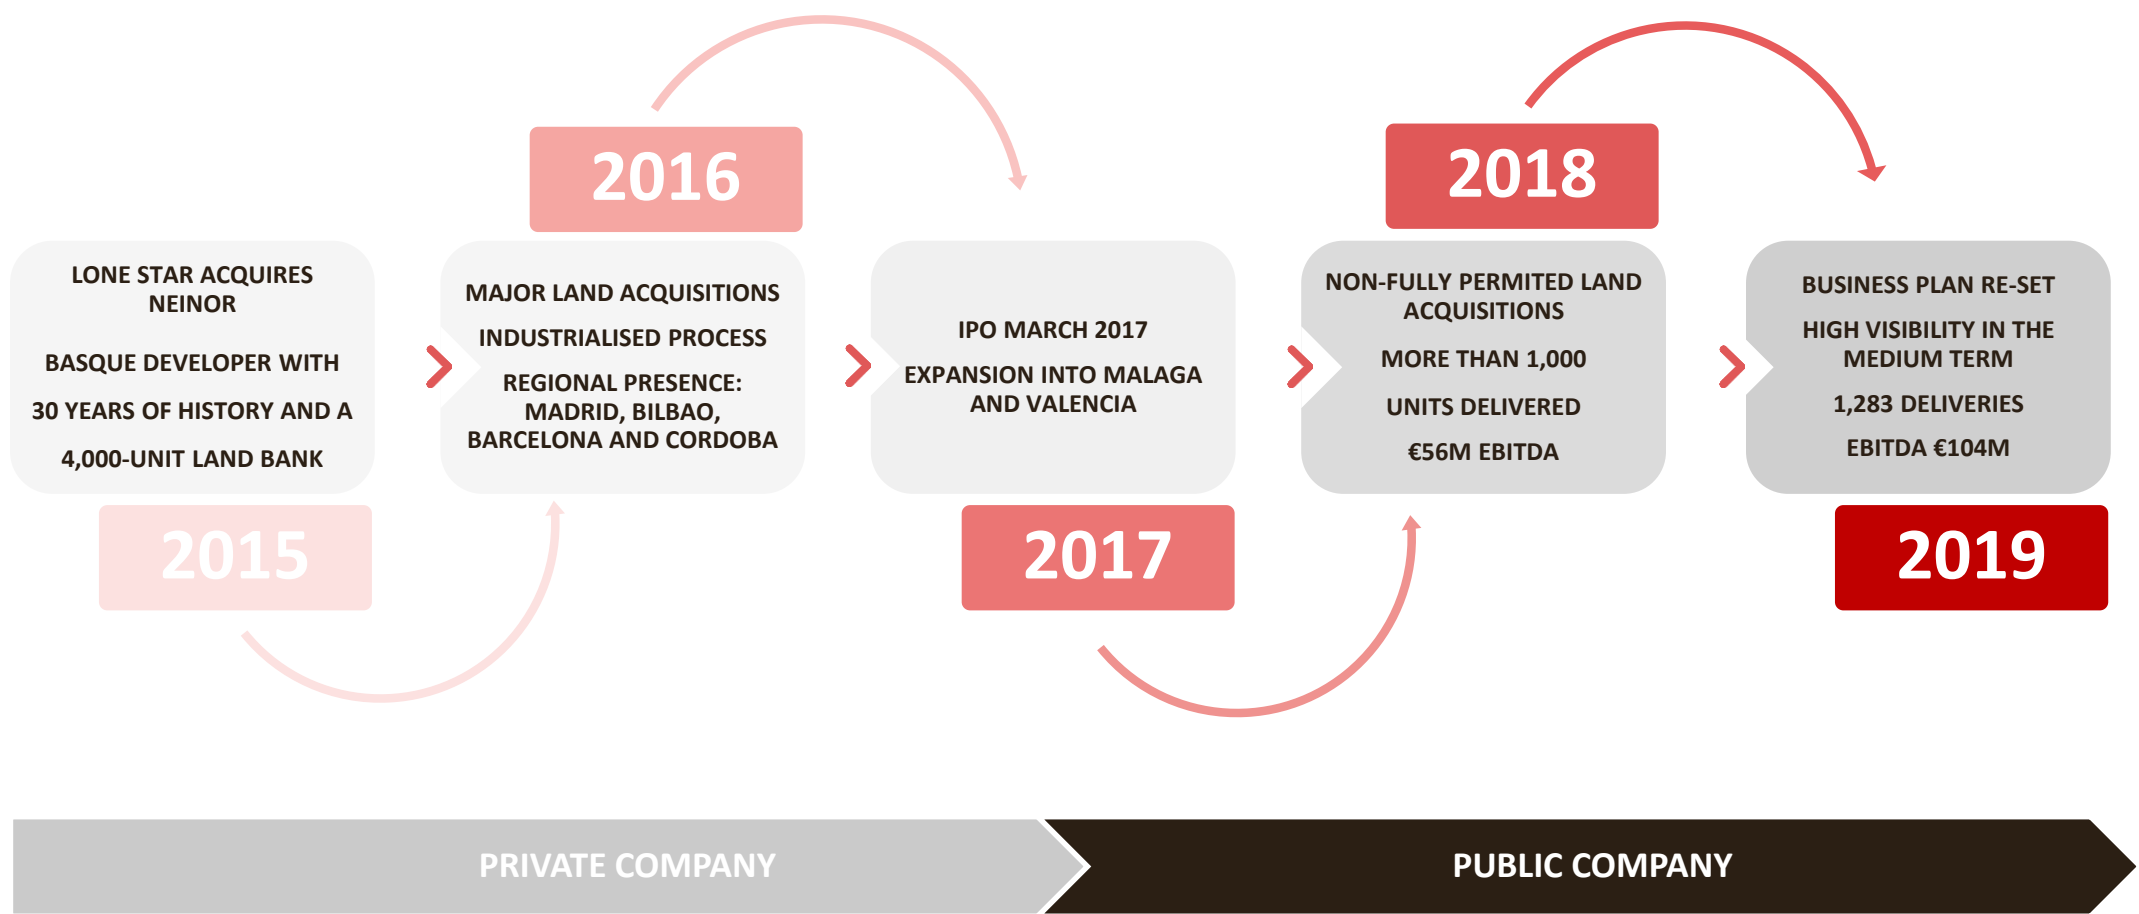 2016
2018
LONE STAR ACQUIRES
NEINOR
BASQUE DEVELOPER WITH
30 YEARS OF HISTORY AND A
4,000-UNIT LAND BANK
MAJOR LAND ACQUISITIONS
INDUSTRIALISED PROCESS
REGIONAL PRESENCE:
MADRID, BILBAO,
BARCELONA AND CORDOBA
IPO MARCH 2017
EXPANSION INTO MALAGA
AND VALENCIA
NON-FULLY PERMITED LAND
ACQUISITIONS
MORE THAN 1,000
UNITS DELIVERED
€56M EBITDA
BUSINESS PLAN RE-SET
HIGH VISIBILITY IN THE
MEDIUM TERM
1,283 DELIVERIES
EBITDA €104M
2015
2017
2019
PRIVATE COMPANY
PUBLIC COMPANY